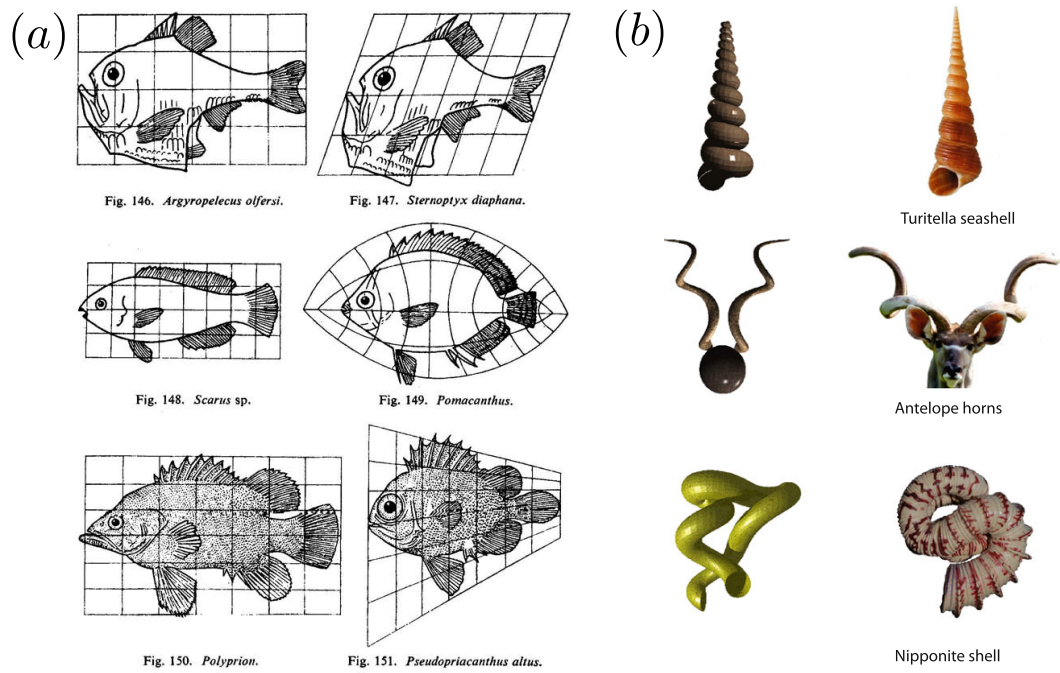 (a)
Fig. 146. Argyropelecus olfersi.
Fig. 147. Sternoptyx diaphana.
Fig. 148. Scarus sp.
Fig. 149. Pomacanthus.
Fig. 150. Polyprion.
Fig. 151. Pseudopriacanthus altus.
(b)
Turitella seashell
Antelope horns
Nipponite shell